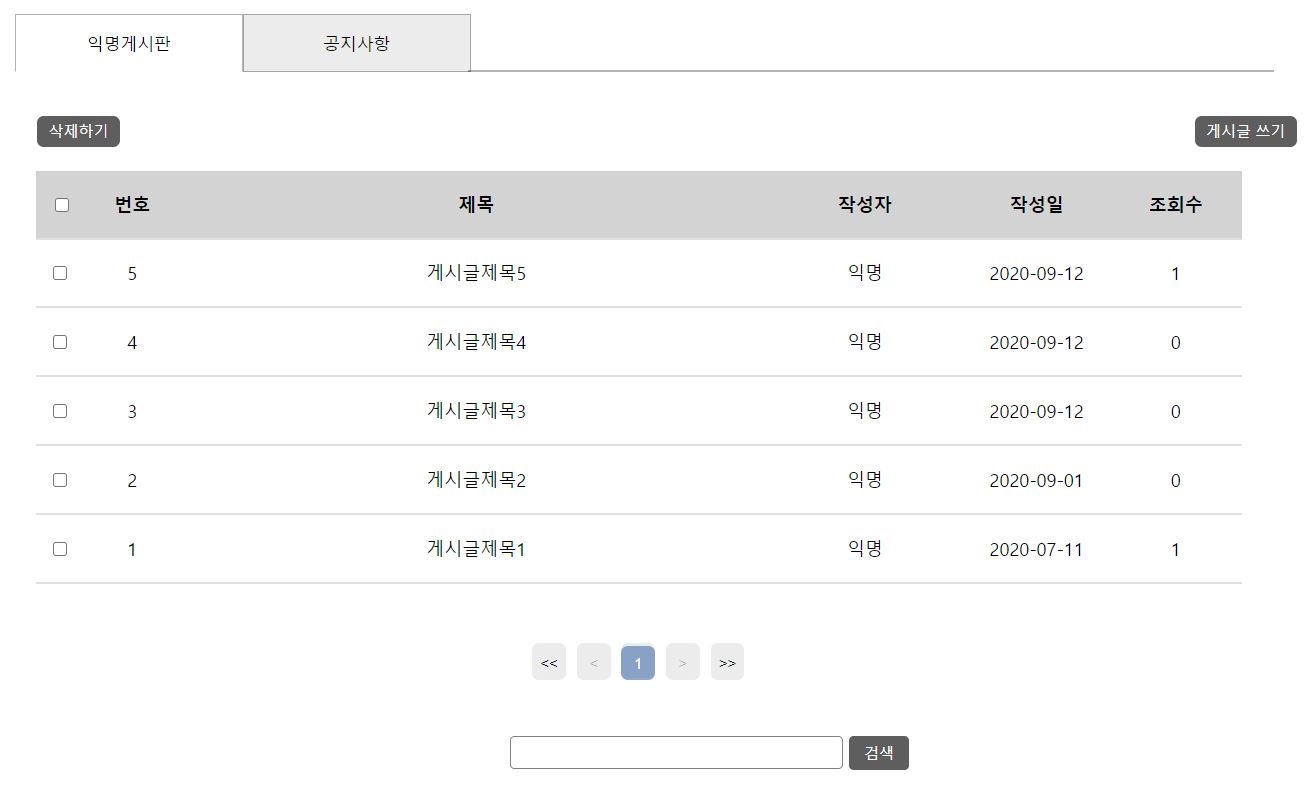 익명게시판 공지사항
삭제하기 게시글 쓰기
번호 제목 작성자 작성일 조회수
5 게시글제목5 익명 2020-09-12 1
4 게시글제목4 익명 2020-09-12 0
3 게시글제목3 익명 2020-09-12 0
2 게시글제목2 익명 2020-09-01 0
1 게시글제목1 익명 2020-07-11 1
<< < 1 > >>
검색